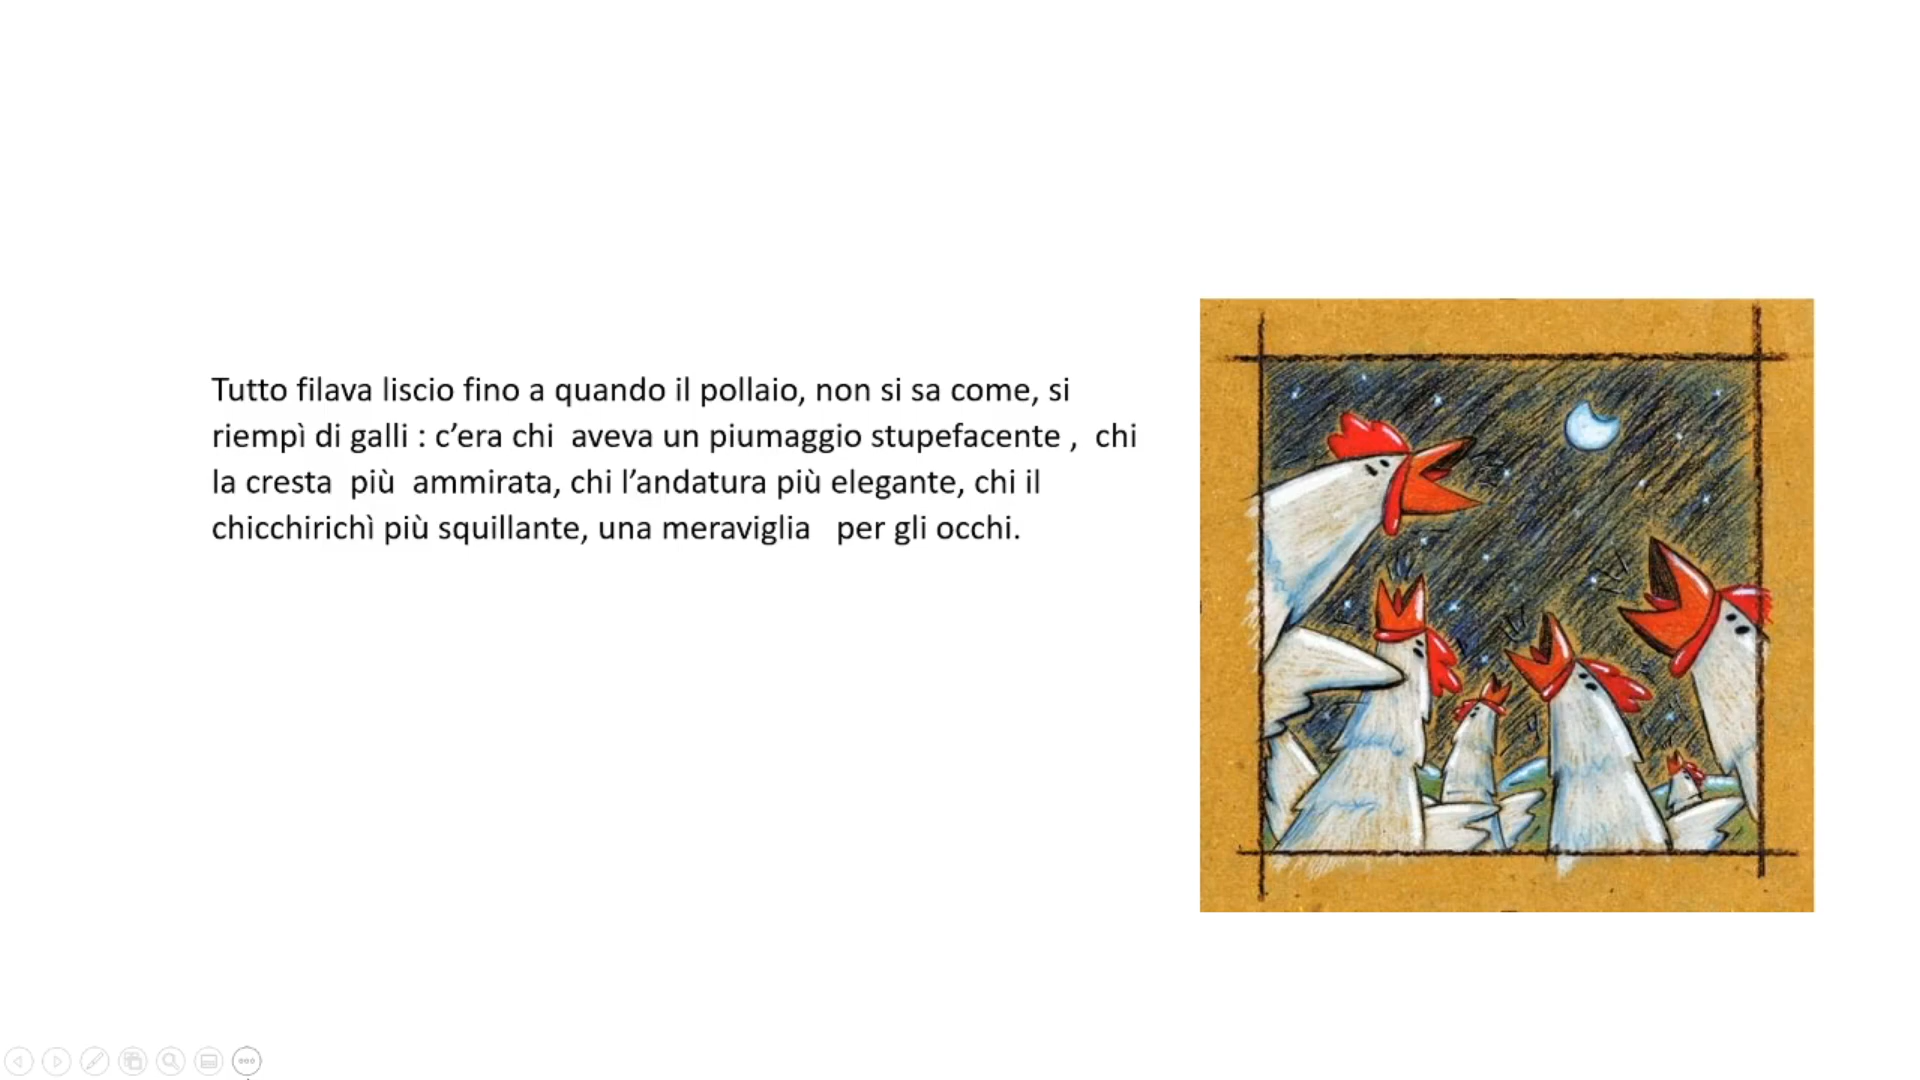 Tutto filava liscio fino a quando il pollaio, non si sa come, si
riempì di galli : c’era chi  aveva un piumaggio stupefacente ,  chi
la cresta  più  ammirata, chi l’andatura più elegante, chi il
chicchirichì più squillante, una meraviglia   per gli occhi.